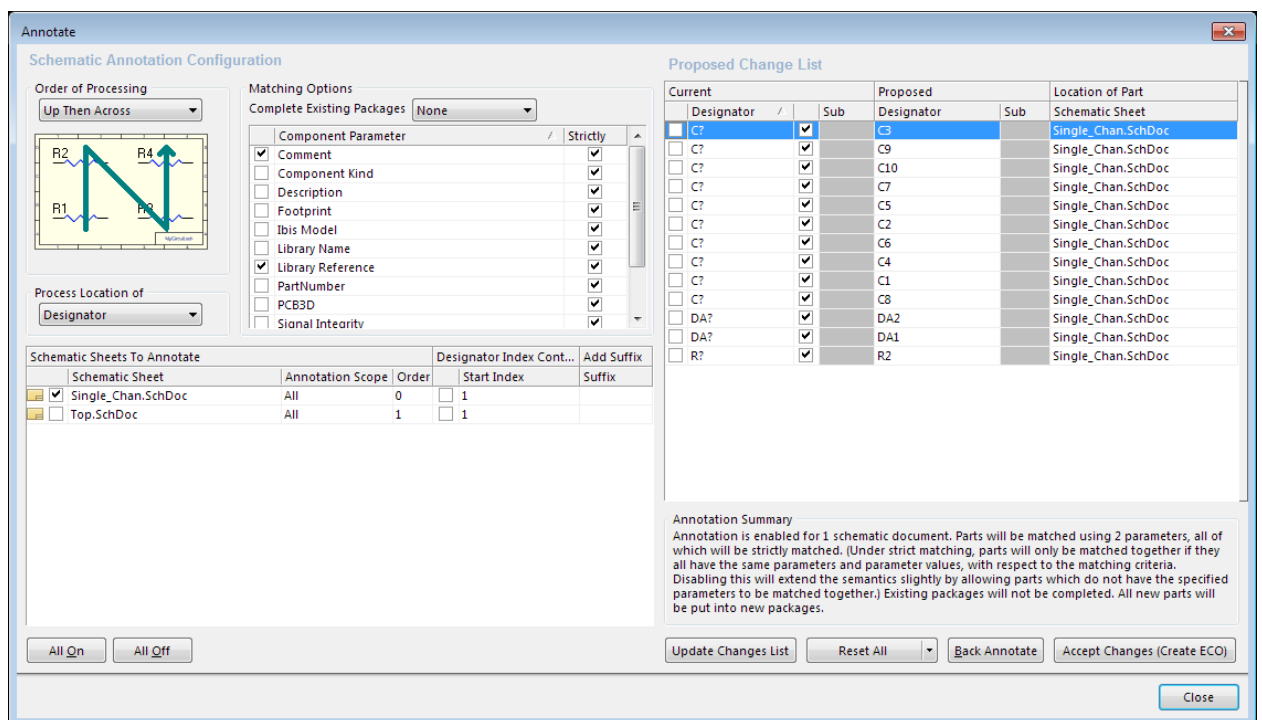 Annotate
Schematic Annotation Configuration
Order of Processing
Up Then Across
R2 R4
R1 R3
Process Location of
Designator
Matching Options
Complete Existing Packages None
Component Parameter Strictly
Comment
Component Kind
Description
Footprint
Ibis Model
Library Name
Library Reference
PartNumber
PCB3D
Signal Integrity
Schematic Sheets To Annotate Designator Index Cont... Add Suffix
Schematic Sheet Annotation Scope Order Start Index Suffix
Single_Chan.SchDoc All 0 1
Top.SchDoc All 1 1
All On All Off
Proposed Change List
Current Proposed Location of Part
Designator Sub Designator Sub Schematic Sheet
C? C3 Single_Chan.SchDoc
C? C9 Single_Chan.SchDoc
C? C10 Single_Chan.SchDoc
C? C7 Single_Chan.SchDoc
C? C5 Single_Chan.SchDoc
C? C2 Single_Chan.SchDoc
C? C6 Single_Chan.SchDoc
C? C4 Single_Chan.SchDoc
C? C1 Single_Chan.SchDoc
C? C8 Single_Chan.SchDoc
DA? DA2 Single_Chan.SchDoc
DA? DA1 Single_Chan.SchDoc
R? R2 Single_Chan.SchDoc
Annotation Summary
Annotation is enabled for 1 schematic document. Parts will be matched using 2 parameters, all of
which will be strictly matched. (Under strict matching, parts will only be matched together if they
all have the same parameters and parameter values, with respect to the matching criteria.
Disabling this will extend the semantics slightly by allowing parts which do not have the specified
parameters to be matched together.) Existing packages will not be completed. All new parts will
be put into new packages.
Update Changes List Reset All Back Annotate Accept Changes (Create ECO)
Close